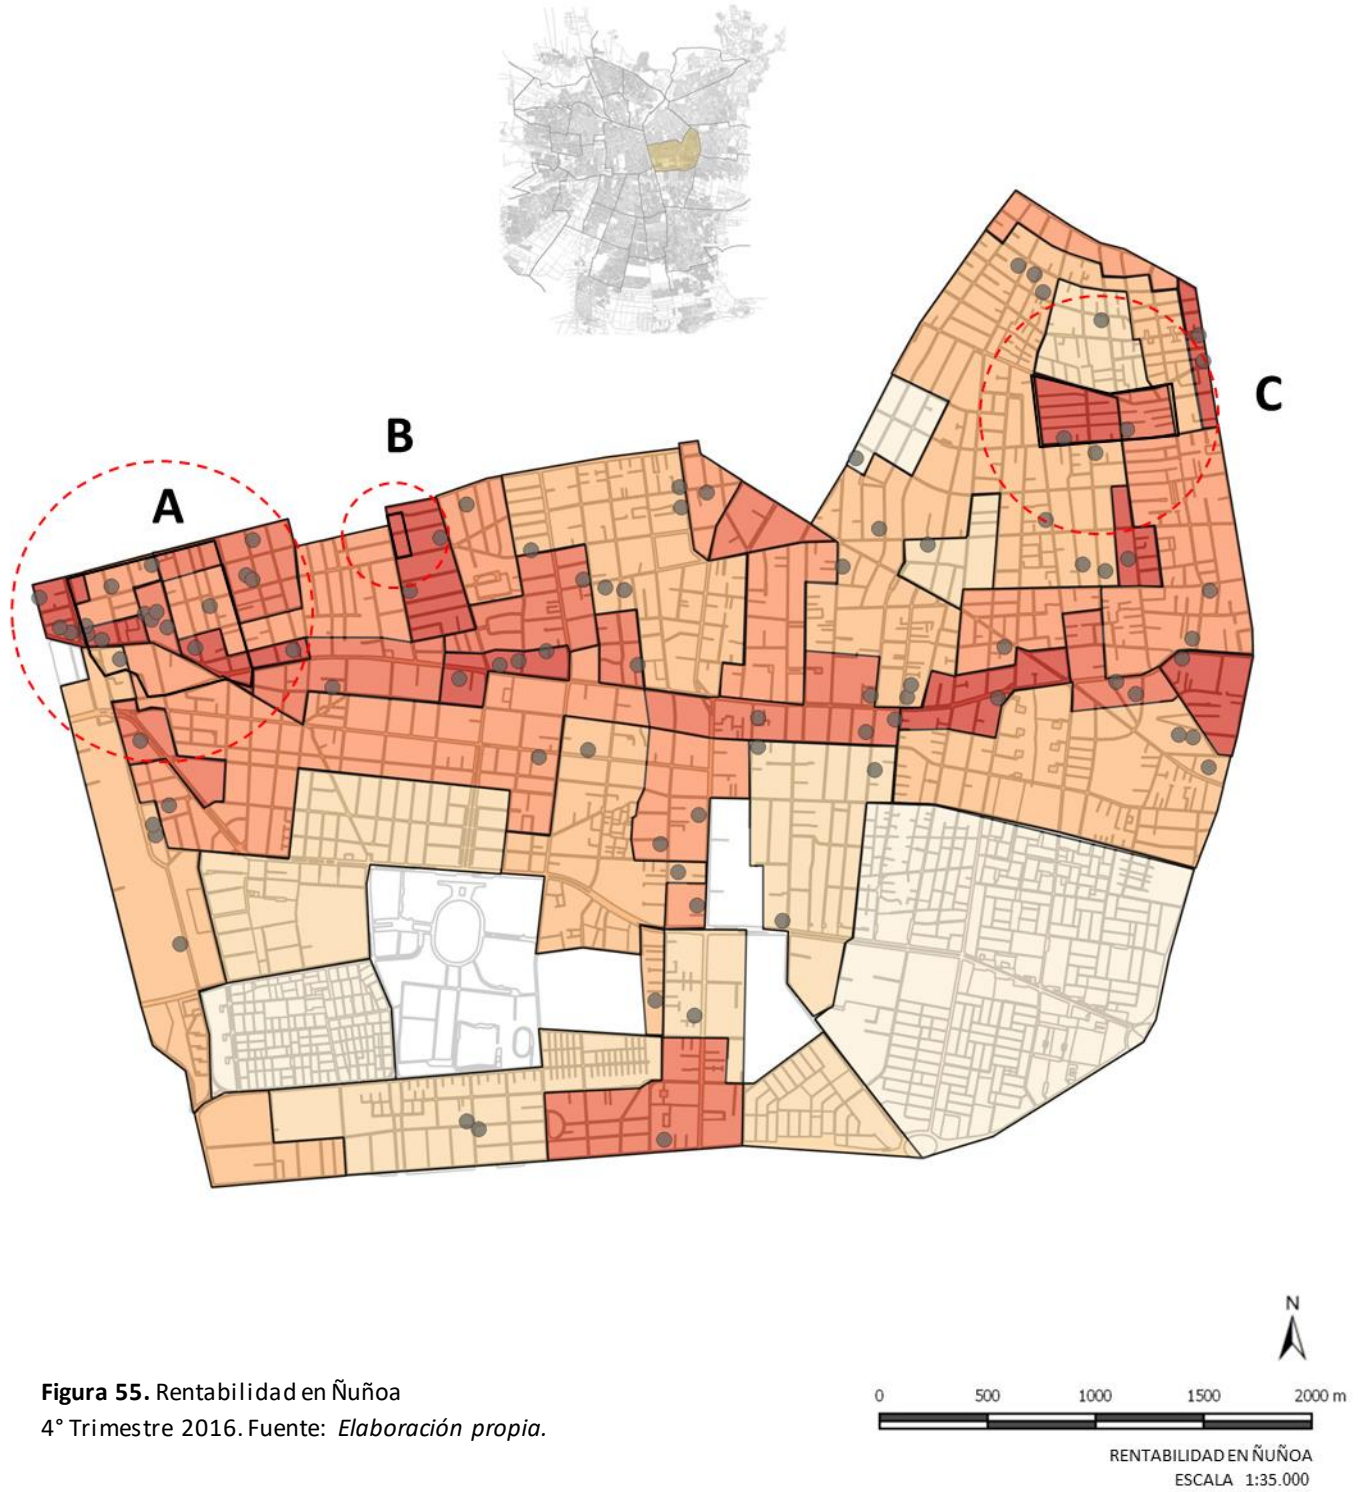 C
B
A
N
Figura 55. Rentabilidad en Ñuñoa
4° Trimestre 2016. Fuente: Elaboración propia.
0 500 1000 1500 2000 m
RENTABILIDAD EN ÑUÑOA
ESCALA 1:35.000